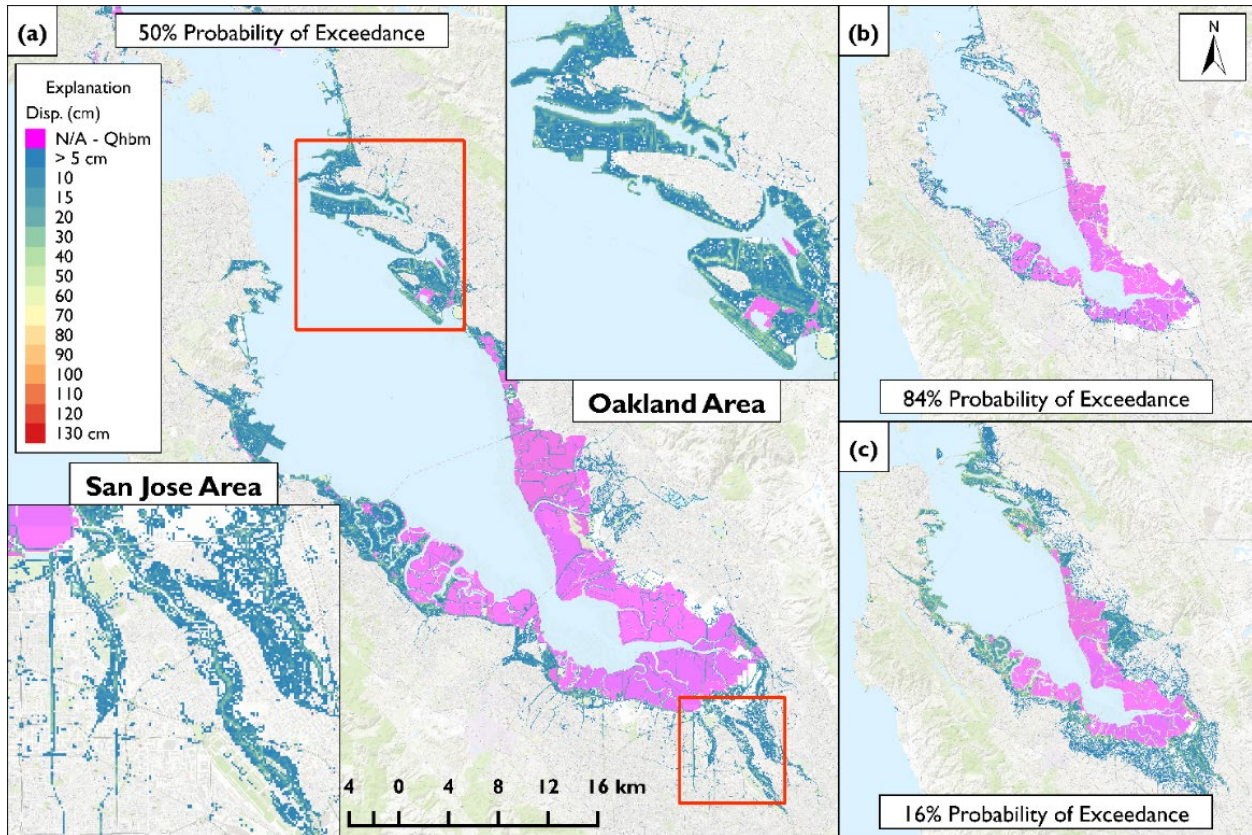 (a)
50% Probability of Exceedance
Explanation
Disp. (cm)
N/A - Qhbm
> 5 cm
10
15
20
30
40
50
60
70
80
90
100
110
120
130 cm
San Jose Area
Oakland Area
4 0 4 8 12 16 km
(b)
N
84% Probability of Exceedance
(c)
16% Probability of Exceedance